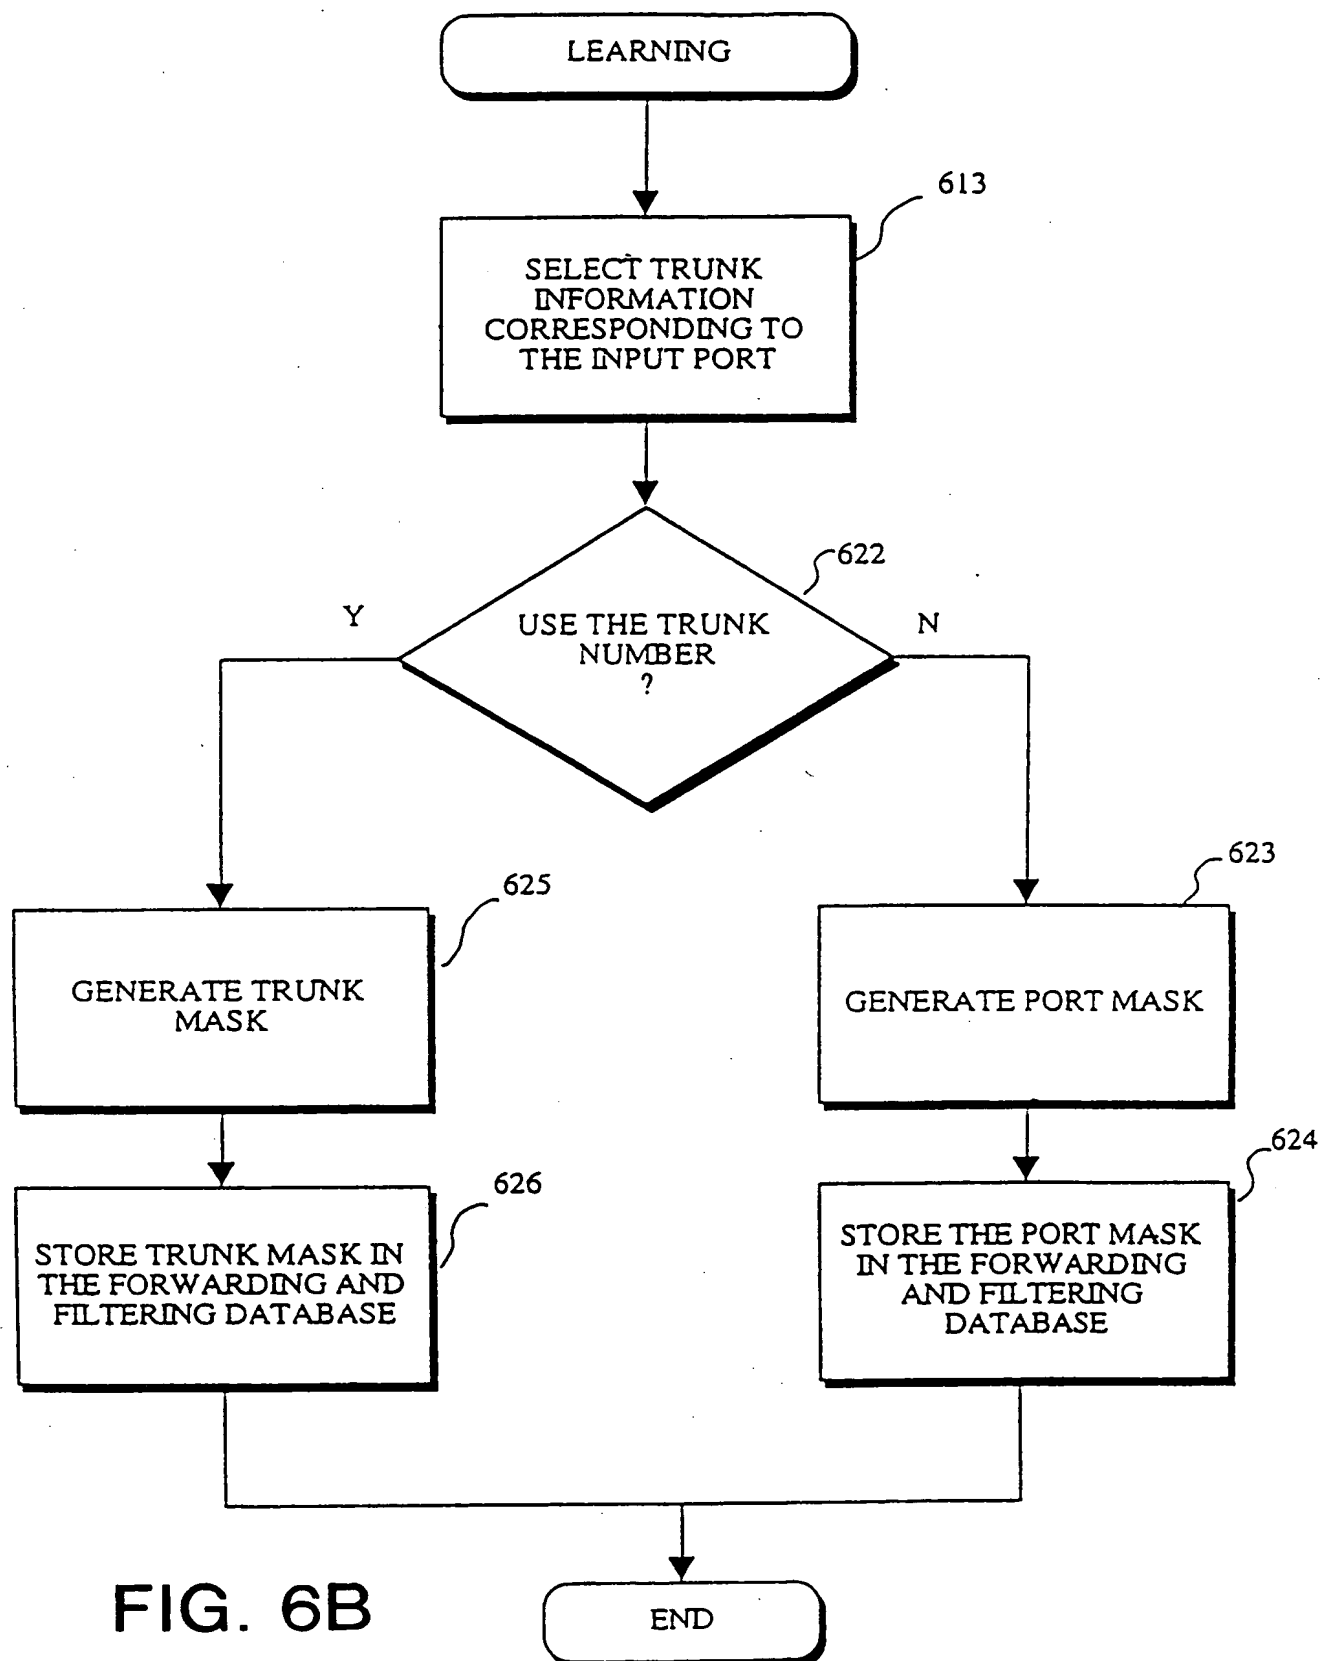 LEARNING
613
SELECT TRUNK
INFORMATION
CORRESPONDING TO
THE INPUT PORT
622
Y
USE THE TRUNK
NUMBER
?
N
625
GENERATE TRUNK
MASK
623
GENERATE PORT MASK
626
STORE TRUNK MASK IN
THE FORWARDING AND
FILTERING DATABASE
624
STORE THE PORT MASK
IN THE FORWARDING
AND FILTERING
DATABASE
FIG. 6B
END